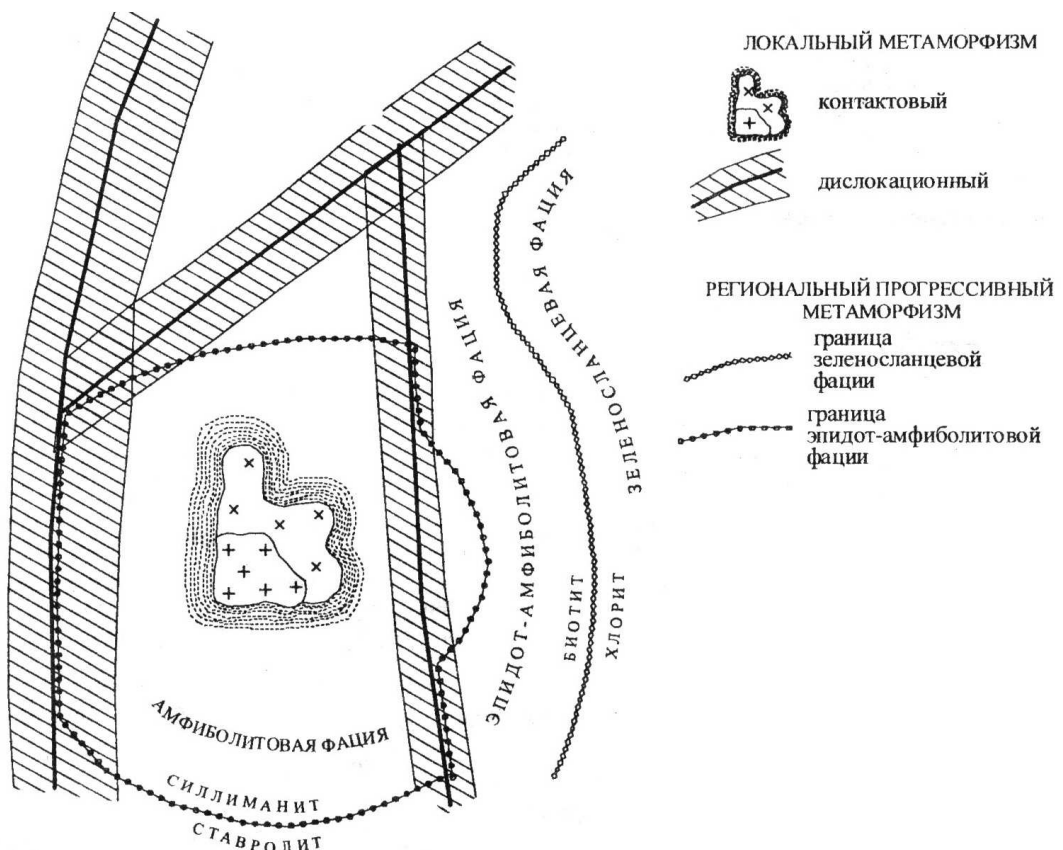 ЛОКАЛЬНЫЙ МЕТАМОРФИЗМ
контактовый
дислокационный
РЕГИОНАЛЬНЫЙ ПРОГРЕССИВНЫЙ
МЕТАМОРФИЗМ
граница
зеленосланцевой
фации
граница
эпидот-амфиболитовой
фации
ЗЕЛЕНОСЛАНЦЕВАЯ ФАЦИЯ
ЭПИДОТ-АМФИБОЛИТОВАЯ ФАЦИЯ
БИОТИТ
ХЛОРИТ
АМФИБОЛИТОВАЯ ФАЦИЯ
СИЛЛИМАНИТ
СТАВРОЛИТ